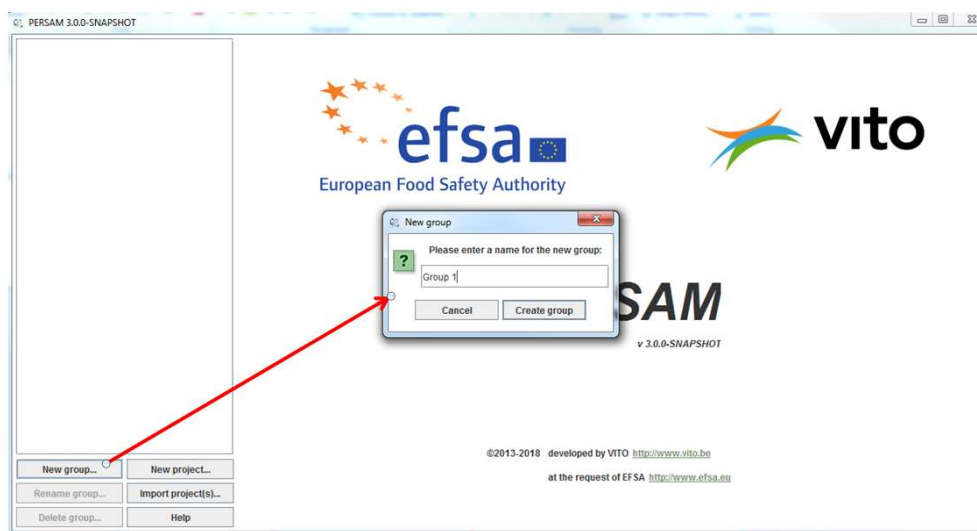 PERSAM 3.0.0-SNAPSHOT
efsa
European Food Safety Authority
vito
New group
Please enter a name for the new group:
?
Group 1
Cancel
Create group
SAM
v 3.0.0-SNAPSHOT
©2013-2018 developed by VITO http://www.vito.be
at the request of EFSA http://www.efsa.eu
New group...
New project...
Rename group...
Import project(s)...
Delete group...
Help